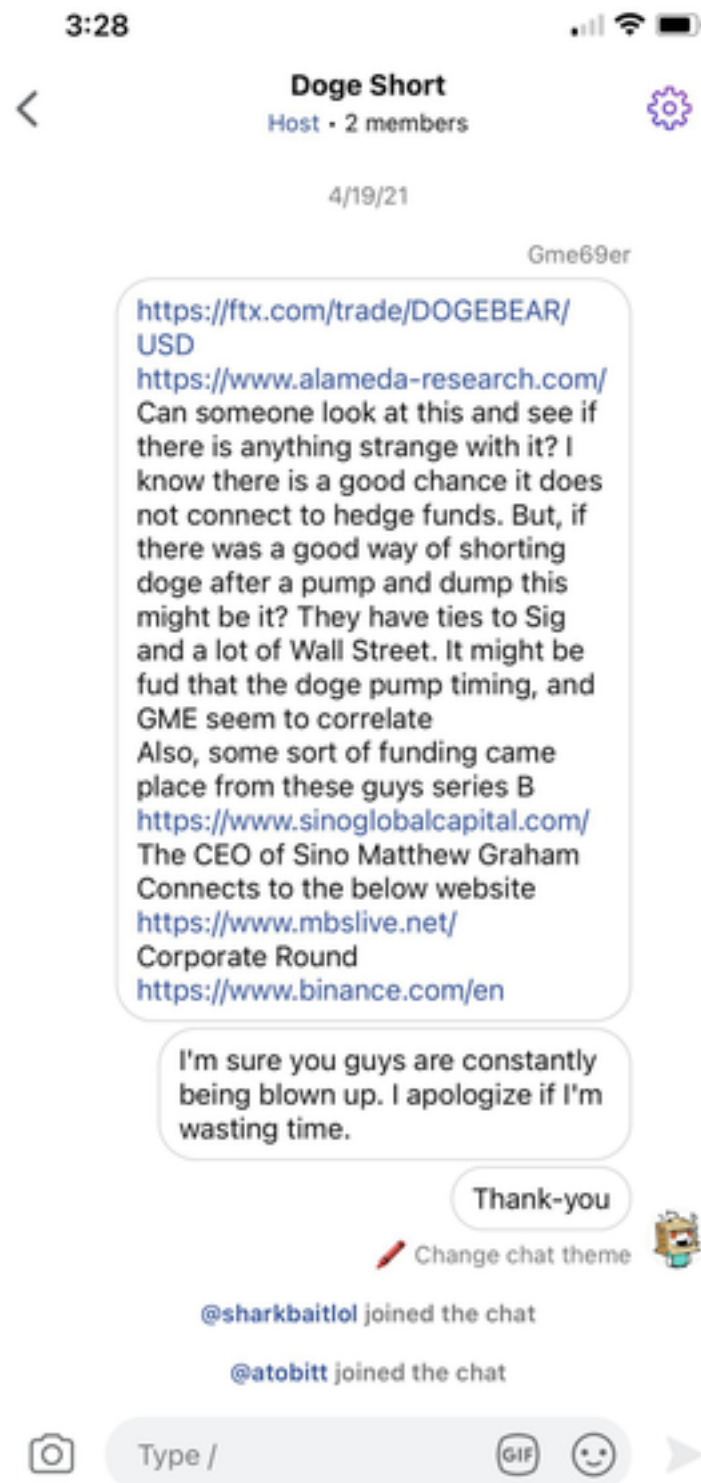 3:28
Doge Short
Host • 2 members
4/19/21
Gme69er
https://ftx.com/trade/DOGEBEAR/
USD
https://www.alameda-research.com/
Can someone look at this and see if
there is anything strange with it? I
know there is a good chance it does
not connect to hedge funds. But, if
there was a good way of shorting
doge after a pump and dump this
might be it? They have ties to Sig
and a lot of Wall Street. It might be
fud that the doge pump timing, and
GME seem to correlate
Also, some sort of funding came
place from these guys series B
https://www.sinoglobalcapital.com/
The CEO of Sino Matthew Graham
Connects to the below website
https://www.mbslive.net/
Corporate Round
https://www.binance.com/en
I'm sure you guys are constantly
being blown up. I apologize if I'm
wasting time.
Thank-you
Change chat theme
@sharkbaitlol joined the chat
@atobitt joined the chat
Type /
GIF